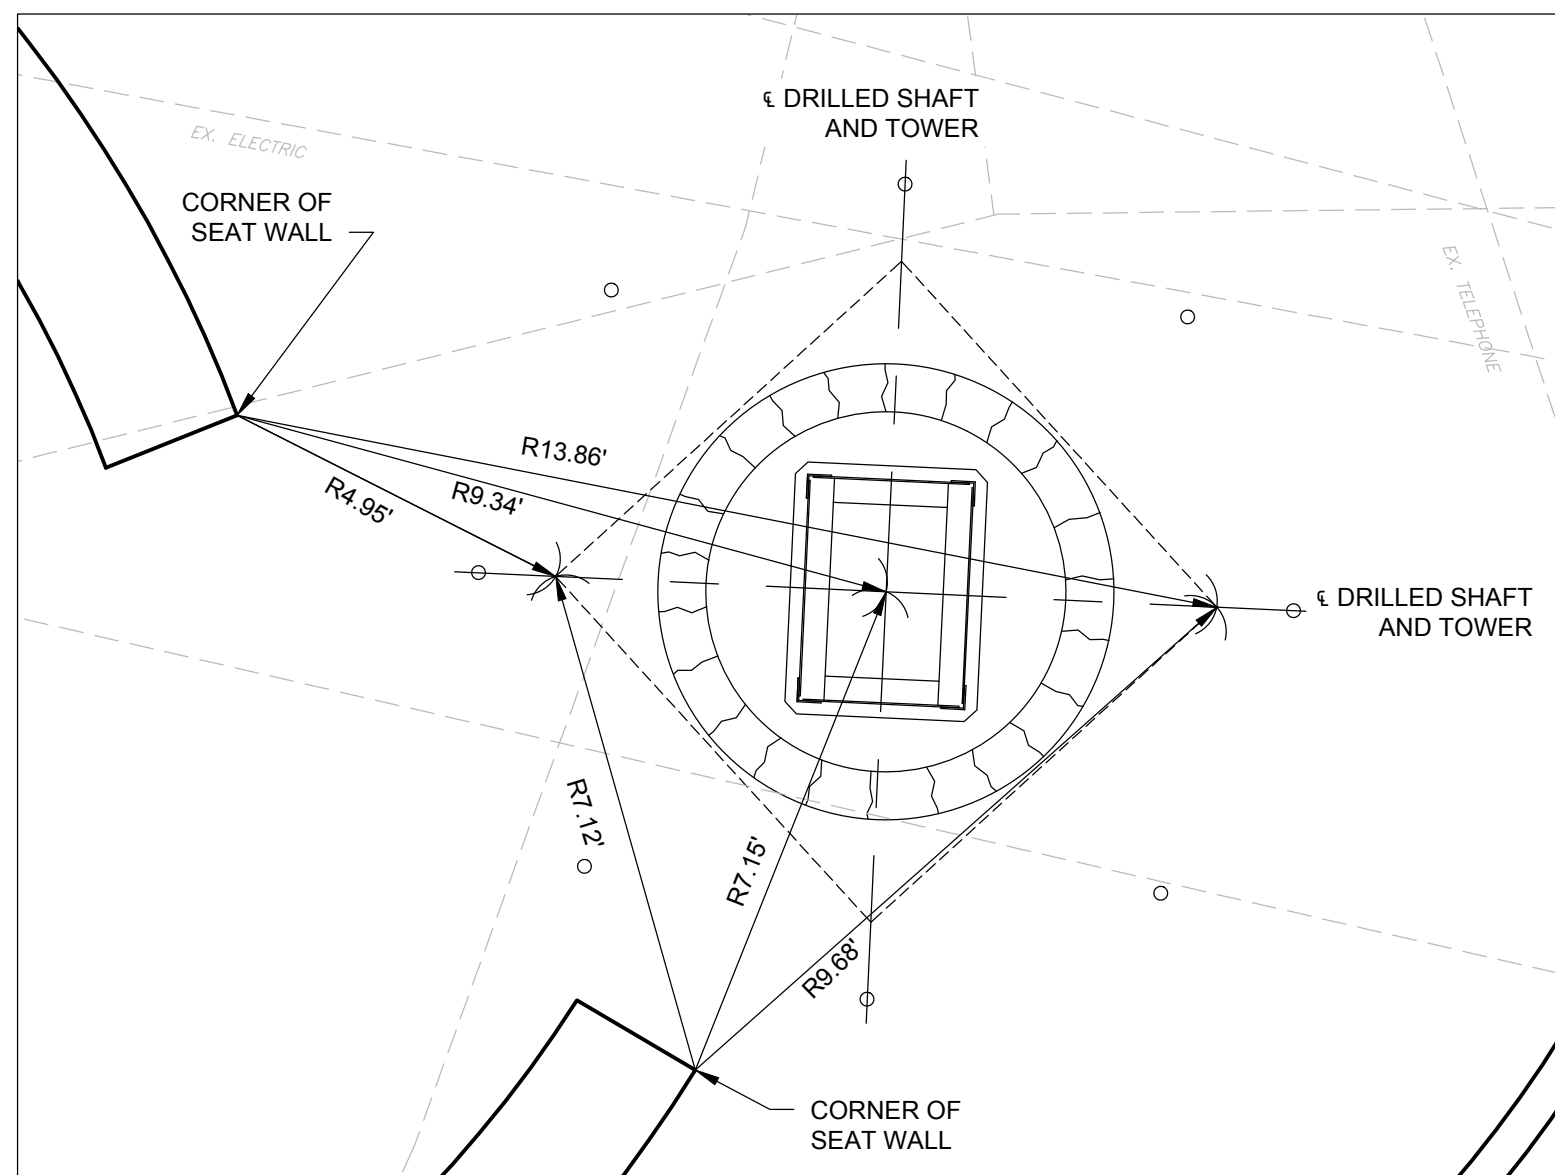 ℄ DRILLED SHAFT
AND TOWER
EX. ELECTRIC
CORNER OF
SEAT WALL
EX. TELEPHONE
R13.86'
R9.34'
R4.95'
℄ DRILLED SHAFT
AND TOWER
R7.12'
R7.15'
R9.68'
CORNER OF
SEAT WALL